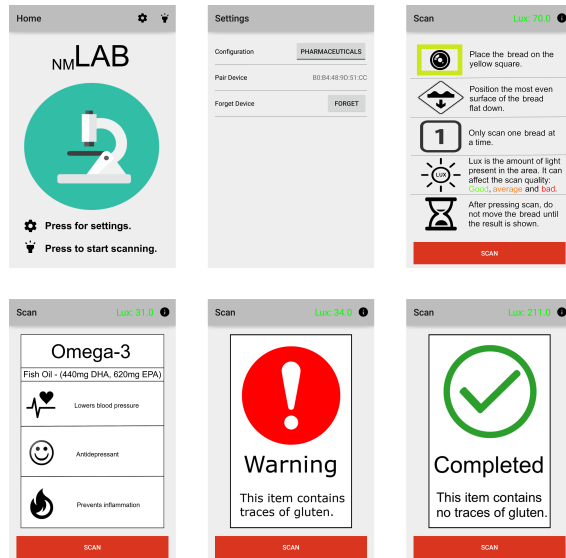 Home
NMLAB
Press for settings.
Press to start scanning.
Settings
Configuration PHARMACEUTICALS
Pair Device B0:B4:48:9D:51:CC
Forget Device FORGET
Scan Lux: 70.0
Place the bread on the
yellow square.
Position the most even
surface of the bread
flat down.
1
Only scan one bread at
a time.
LUX
Lux is the amount of light
present in the area. It can
affect the scan quality:
Good, average and bad.
After pressing scan, do
not move the bread until
the result is shown.
SCAN
Scan Lux: 31.0
Omega-3
Fish Oil - (440mg DHA, 620mg EPA)
Lowers blood pressure
Antidepressant
Prevents inflammation
SCAN
Scan Lux: 34.0
Warning
This item contains
traces of gluten.
SCAN
Scan Lux: 211.0
Completed
This item contains
no traces of gluten.
SCAN